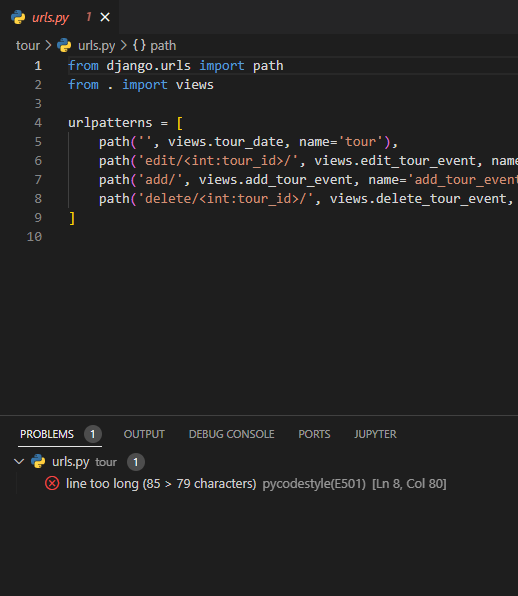 urls.py 1 ×
tour > urls.py > {} path
1 from django.urls import path
2 from . import views
3
4 urlpatterns = [
5     path('', views.tour_date, name='tour'),
6     path('edit/<int:tour_id>/', views.edit_tour_event, name
7     path('add/', views.add_tour_event, name='add_tour_event
8     path('delete/<int:tour_id>/', views.delete_tour_event,
9 ]
10
PROBLEMS 1 OUTPUT DEBUG CONSOLE PORTS JUPYTER
urls.py tour 1
line too long (85 > 79 characters) pycodestyle(E501) [Ln 8, Col 80]